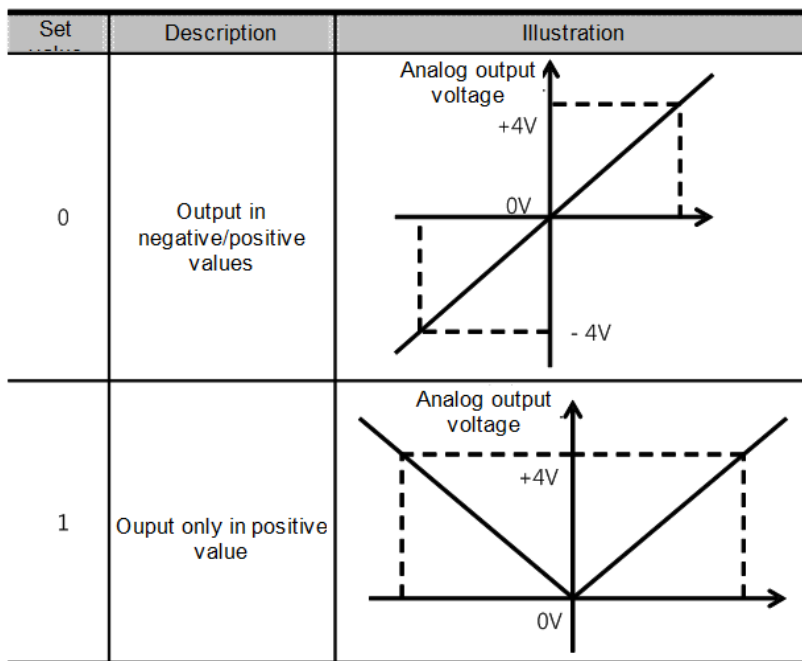 Set
Description
Illustration
0
Output in
negative/positive
values
Analog output
voltage
+4V
0V
- 4V
1
Ouput only in positive
value
Analog output
voltage
+4V
0V